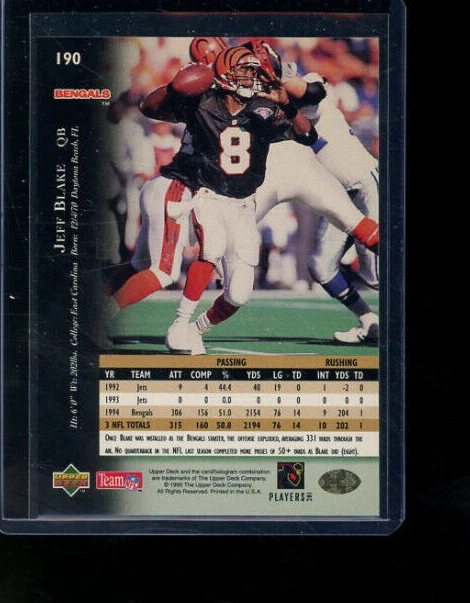 190
BENGALS
TM
JEFF BLAKE QB
Ht: 6'0" Wt: 202lbs. College: East Carolina Born: 12/4/70 Daytona Beach, FL
8
PASSING RUSHING
YR TEAM ATT COMP % YDS LG TD INT YDS TD
1992 Jets 9 4 44.4 40 19 0 1 -2 0
1993 Jets 0 0 0.0 0 0 0 0 0 0
1994 Bengals 306 156 51.0 2154 76 14 9 204 1
3 NFL TOTALS 315 160 50.8 2194 76 14 10 202 1
ONCE BLAKE WAS INSTALLED AS THE BENGALS STARTER, THE OFFENSE EXPLODED, AVERAGING 331 YARDS THROUGH THE
AIR. NO QUARTERBACK IN THE NFL LAST SEASON COMPLETED MORE PASSES OF 50+ YARDS AS BLAKE DID (EIGHT).
UPPER DECK
Team NFL
Upper Deck and the card/hologram combination
are trademarks of The Upper Deck Company.
© 1995 The Upper Deck Company.
All Rights Reserved. Printed in the U.S.A.
PLAYERS INC